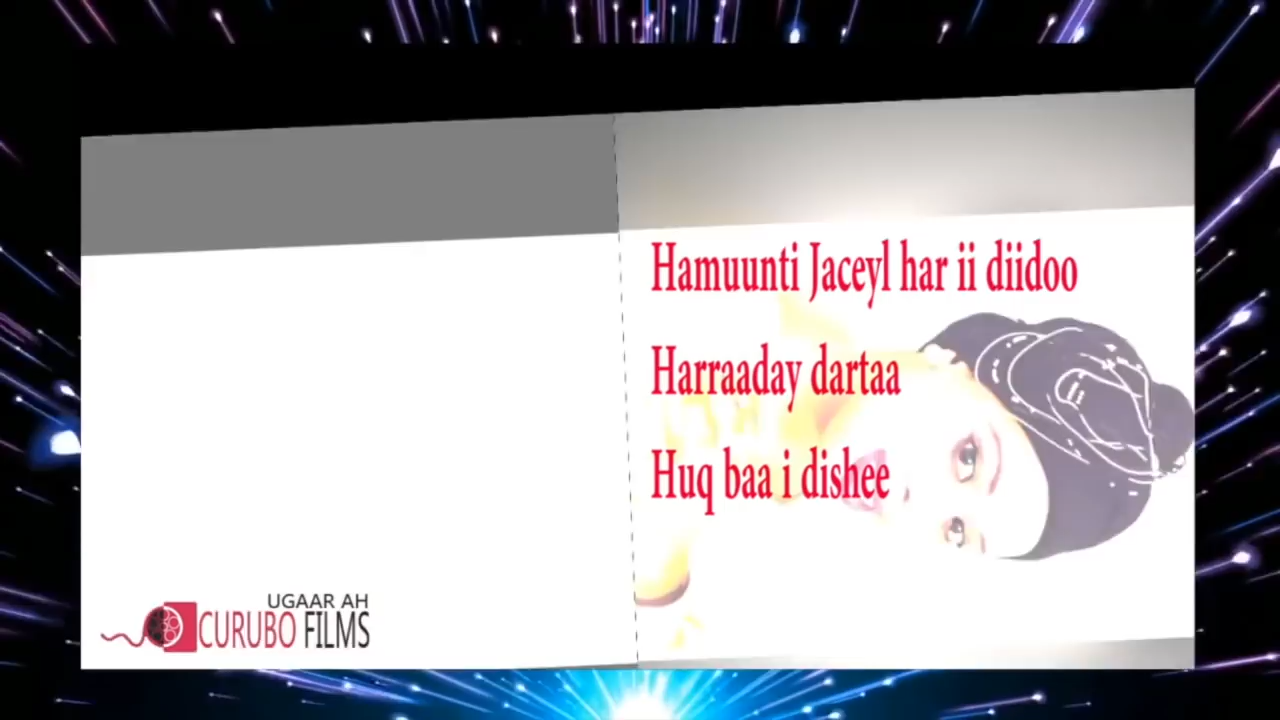 Hamuunti Jaceyl har ii diidoo
Harraaday dartaa
Huq baa i dishee
UGAAR AH
CURUBO FILMS